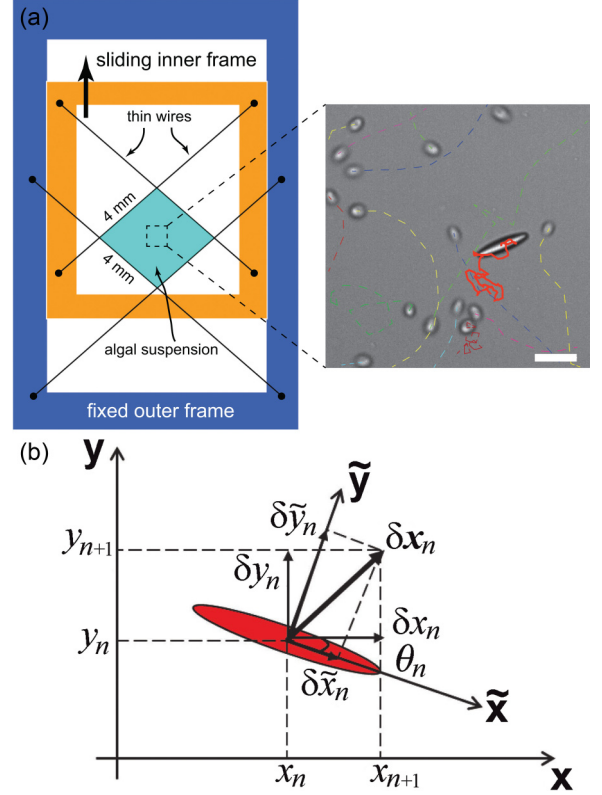 (a)
sliding inner frame
thin wires
4 mm
4 mm
algal suspension
fixed outer frame
(b)
y
ỹ
δỹₙ
yₙ₊₁
δ𝒙ₙ
δyₙ
δxₙ
yₙ
θₙ
δx̃ₙ
x̃
xₙ
xₙ₊₁
x